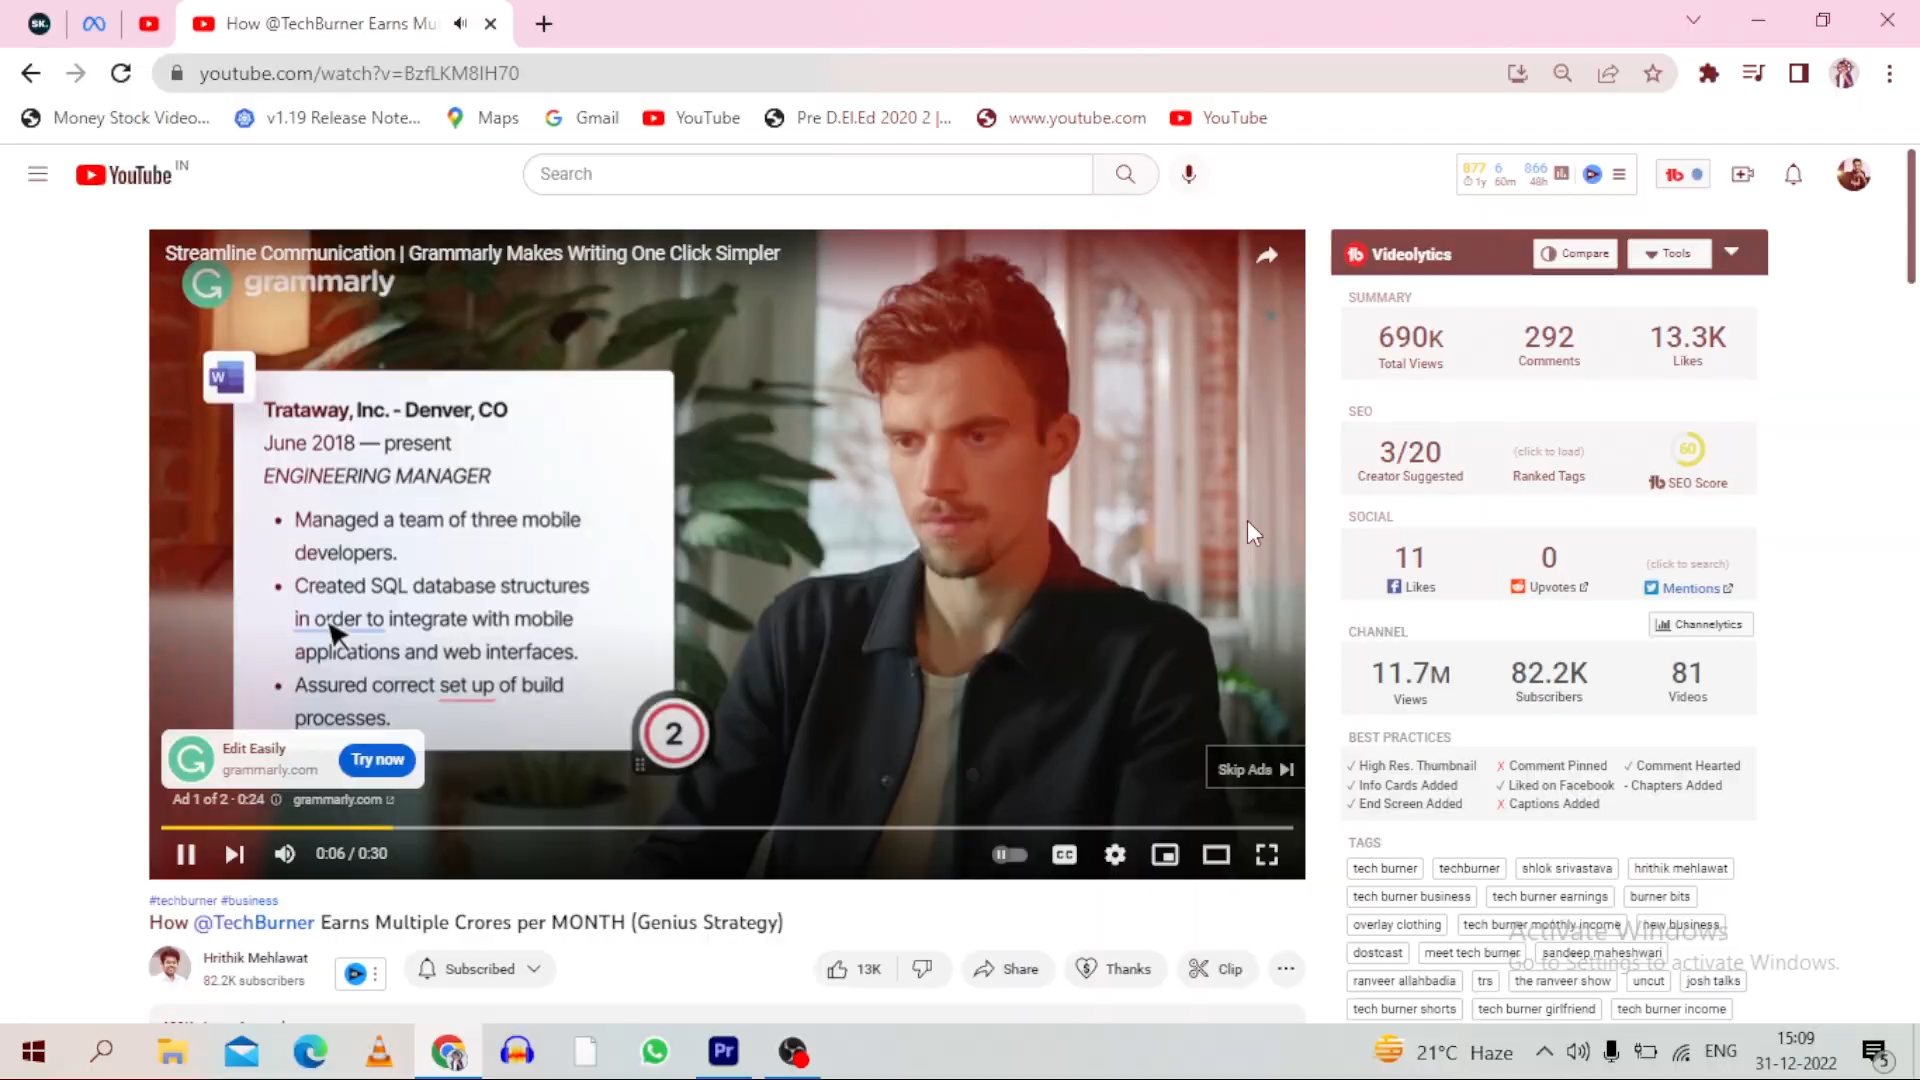 How @TechBurner Earns Mul
youtube.com/watch?v=BzfLKM8IH70
Money Stock Video...
v1.19 Release Note...
Maps
Gmail
YouTube
Pre D.El.Ed 2020 2 |...
www.youtube.com
YouTube
YouTube IN
Search
877 6 866
1y 60m 48h
Streamline Communication | Grammarly Makes Writing One Click Simpler
grammarly
Trataway, Inc. - Denver, CO
June 2018 — present
ENGINEERING MANAGER
• Managed a team of three mobile
developers.
• Created SQL database structures
in order to integrate with mobile
applications and web interfaces.
• Assured correct set up of build
processes.
2
Edit Easily
grammarly.com
Try now
Skip Ads
Ad 1 of 2 · 0:24
grammarly.com
0:06 / 0:30
CC
#techburner #business
How @TechBurner Earns Multiple Crores per MONTH (Genius Strategy)
Hrithik Mehlawat
82.2K subscribers
Subscribed
13K
Share
Thanks
Clip
Videolytics
Compare
Tools
SUMMARY
690K 292 13.3K
Total Views Comments Likes
SEO
3/20 (click to load) 60
Creator Suggested Ranked Tags SEO Score
SOCIAL
11 0 (click to search)
Likes Upvotes Mentions
CHANNEL Channelytics
11.7M 82.2K 81
Views Subscribers Videos
BEST PRACTICES
✓ High Res. Thumbnail ✗ Comment Pinned ✓ Comment Hearted
✓ Info Cards Added ✓ Liked on Facebook - Chapters Added
✓ End Screen Added ✗ Captions Added
TAGS
tech burner techburner shlok srivastava hrithik mehlawat
tech burner business tech burner earnings burner bits
overlay clothing tech burner monthly income new business
dostcast meet tech burner sandeep maheshwari
ranveer allahbadia trs the ranveer show uncut josh talks
tech burner shorts tech burner girlfriend tech burner income
Activate Windows
Go to Settings to activate Windows.
21°C Haze
ENG
15:09
31-12-2022
5